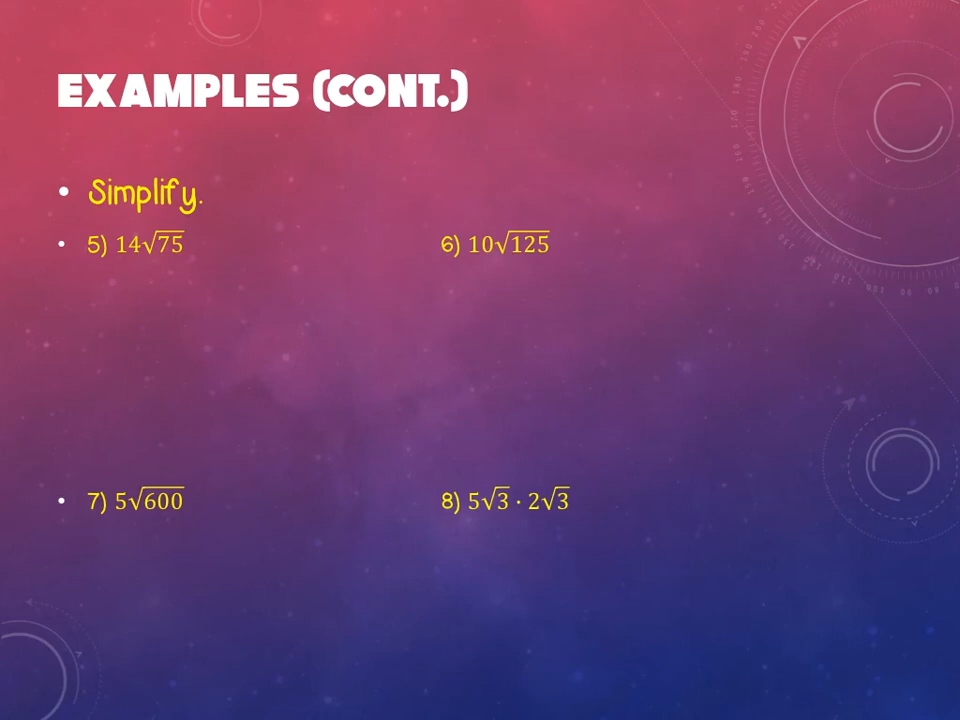 EXAMPLES (CONT.)
• Simplify.
• 5) 14√75 6) 10√125
• 7) 5√600 8) 5√3 · 2√3